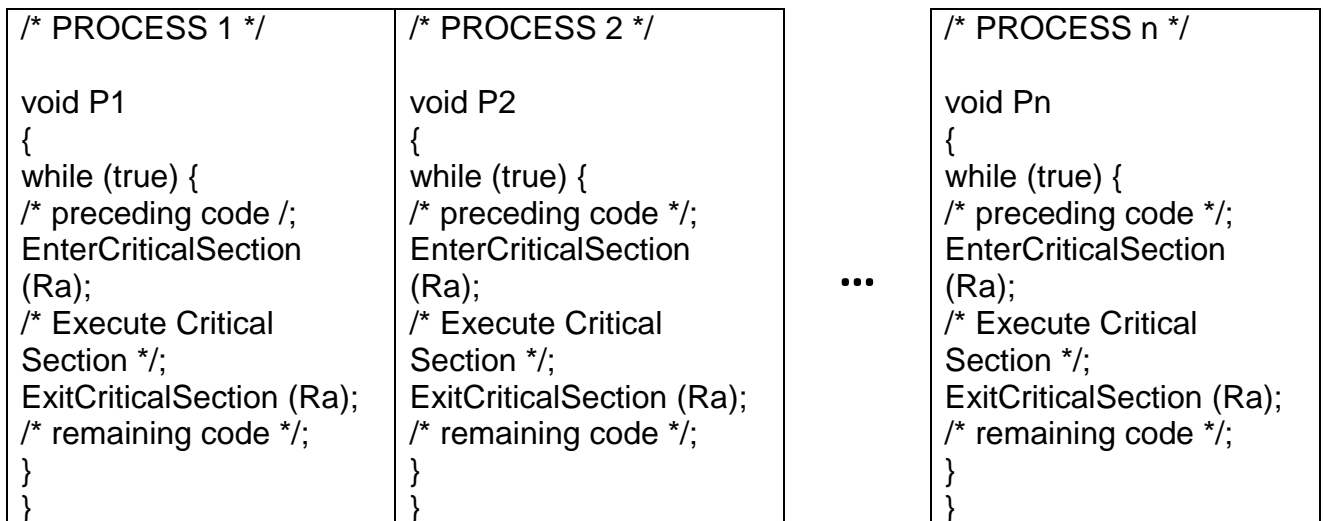 /* PROCESS 1 */
void P1
{
while (true) {
/* preceding code /;
EnterCriticalSection
(Ra);
/* Execute Critical
Section */;
ExitCriticalSection (Ra);
/* remaining code */;
}
}
/* PROCESS 2 */
void P2
{
while (true) {
/* preceding code */;
EnterCriticalSection
(Ra);
/* Execute Critical
Section */;
ExitCriticalSection (Ra);
/* remaining code */;
}
}
...
/* PROCESS n */
void Pn
{
while (true) {
/* preceding code */;
EnterCriticalSection
(Ra);
/* Execute Critical
Section */;
ExitCriticalSection (Ra);
/* remaining code */;
}
}